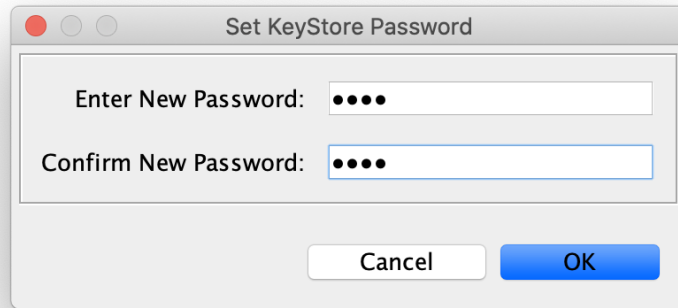 Set KeyStore Password
Enter New Password: ••••
Confirm New Password: ••••
Cancel OK